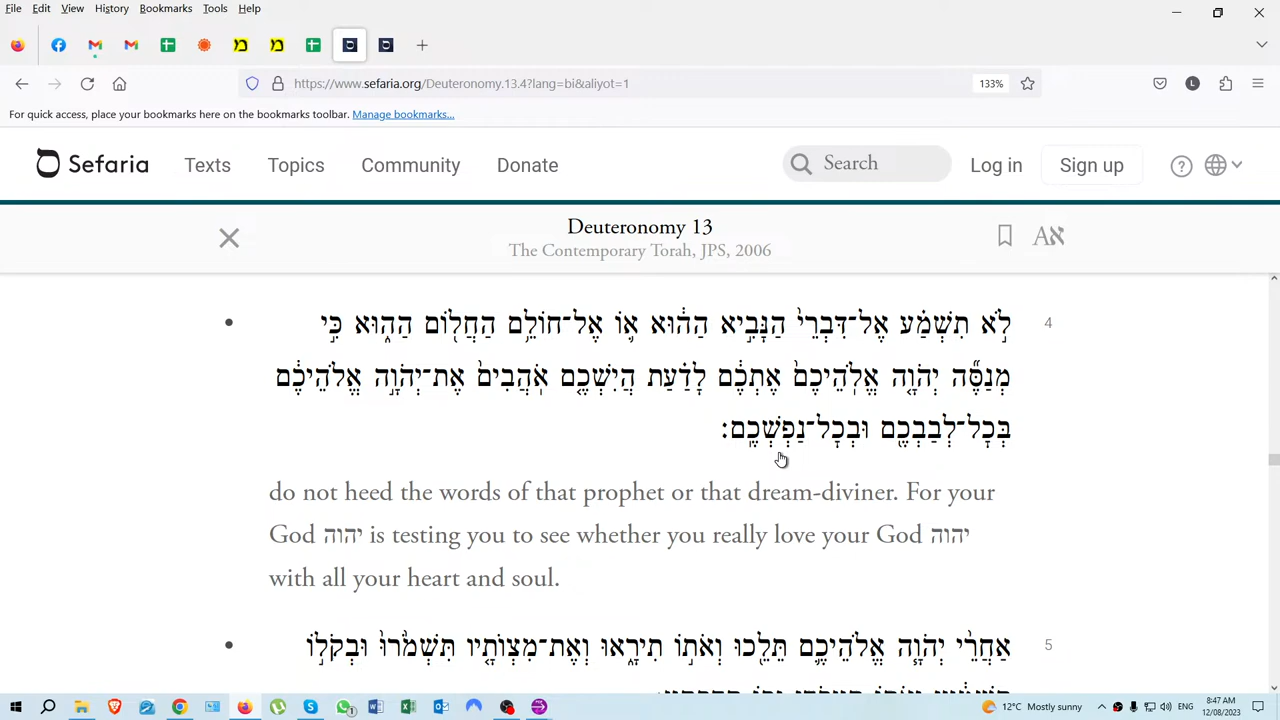 File Edit View History Bookmarks Tools Help
https://www.sefaria.org/Deuteronomy.13.4?lang=bi&aliyot=1
133%
For quick access, place your bookmarks here on the bookmarks toolbar. Manage bookmarks...
Sefaria Texts Topics Community Donate Search Log in Sign up
Deuteronomy 13
The Contemporary Torah, JPS, 2006
לֹ֣א תִשְׁמַ֗ע אֶל־דִּבְרֵי֙ הַנָּבִ֣יא הַה֔וּא א֛וֹ אֶל־חוֹלֵ֥ם הַחֲל֖וֹם הַה֑וּא כִּ֣י 4
מְנַסֶּ֞ה יְהֹוָ֤ה אֱלֹֽהֵיכֶם֙ אֶתְכֶ֔ם לָדַ֗עַת הֲיִשְׁכֶ֤ם אֹֽהֲבִים֙ אֶת־יְהֹוָ֣ה אֱלֹהֵיכֶ֔ם
בְּכׇל־לְבַבְכֶ֖ם וּבְכׇל־נַפְשְׁכֶֽם׃
do not heed the words of that prophet or that dream-diviner. For your
God יהוה is testing you to see whether you really love your God יהוה
with all your heart and soul.
אַחֲרֵ֨י יְהֹוָ֧ה אֱלֹהֵיכֶ֛ם תֵּלֵ֖כוּ וְאֹת֣וֹ תִירָ֑אוּ וְאֶת־מִצְוֺתָ֤יו תִּשְׁמֹ֙רוּ֙ וּבְקֹל֣וֹ 5
12°C Mostly sunny ENG 8:47 AM
12/08/2023